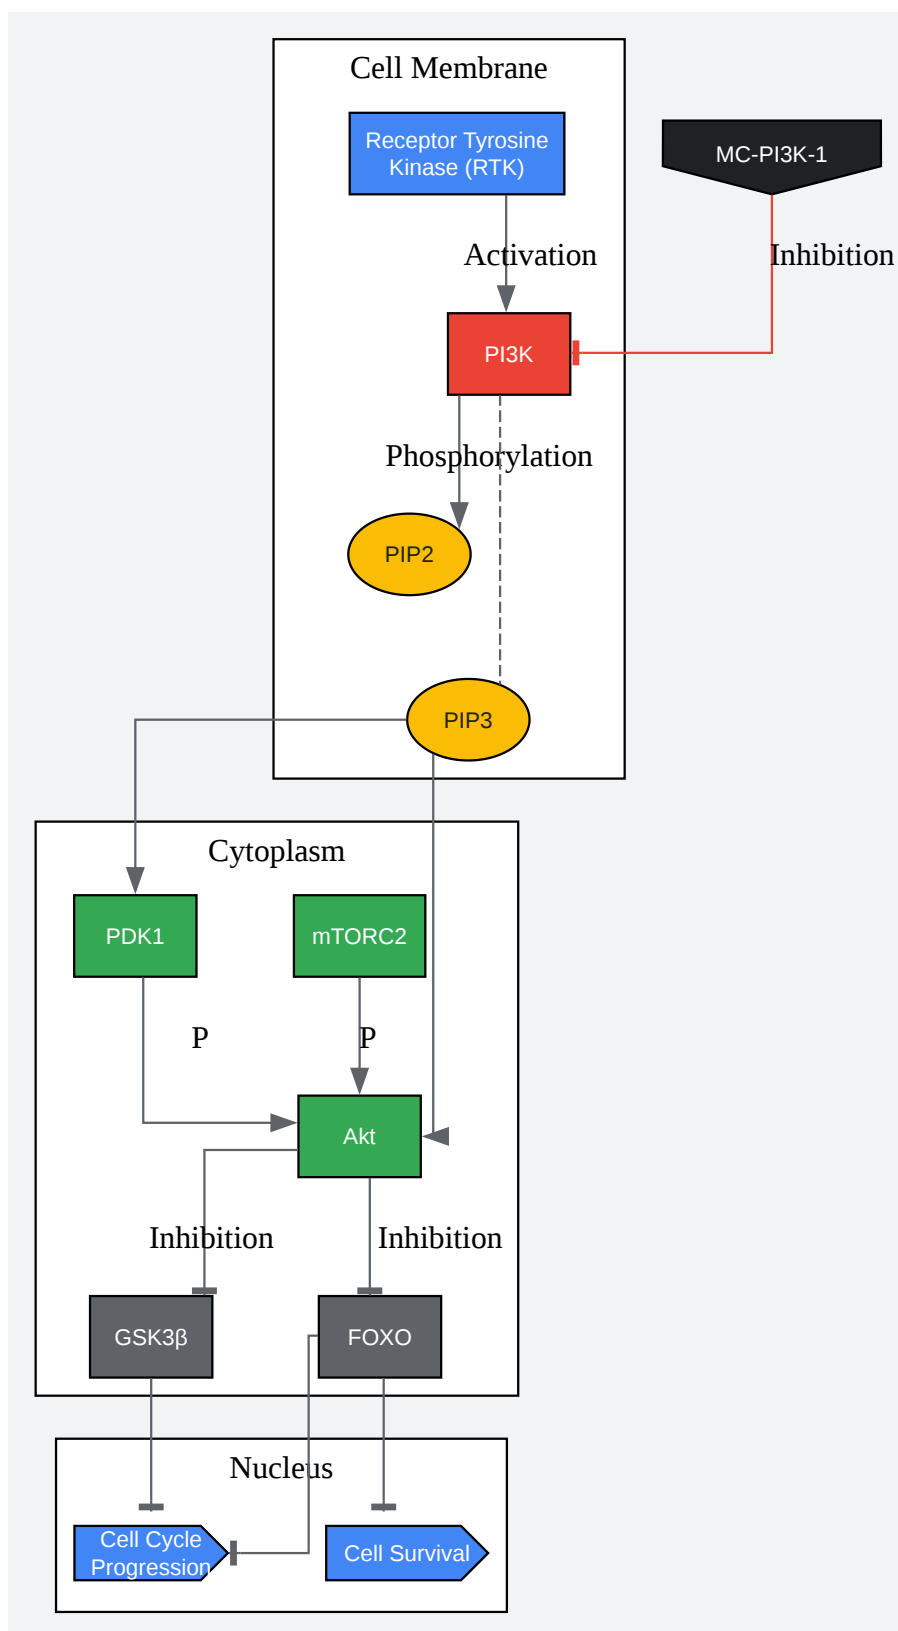 Cell Membrane
Receptor Tyrosine
Kinase (RTK)
MC-PI3K-1
Activation
Inhibition
PI3K
Phosphorylation
PIP2
PIP3
Cytoplasm
PDK1
mTORC2
P
P
Akt
Inhibition
Inhibition
GSK3β
FOXO
Nucleus
Cell Cycle
Progression
Cell Survival